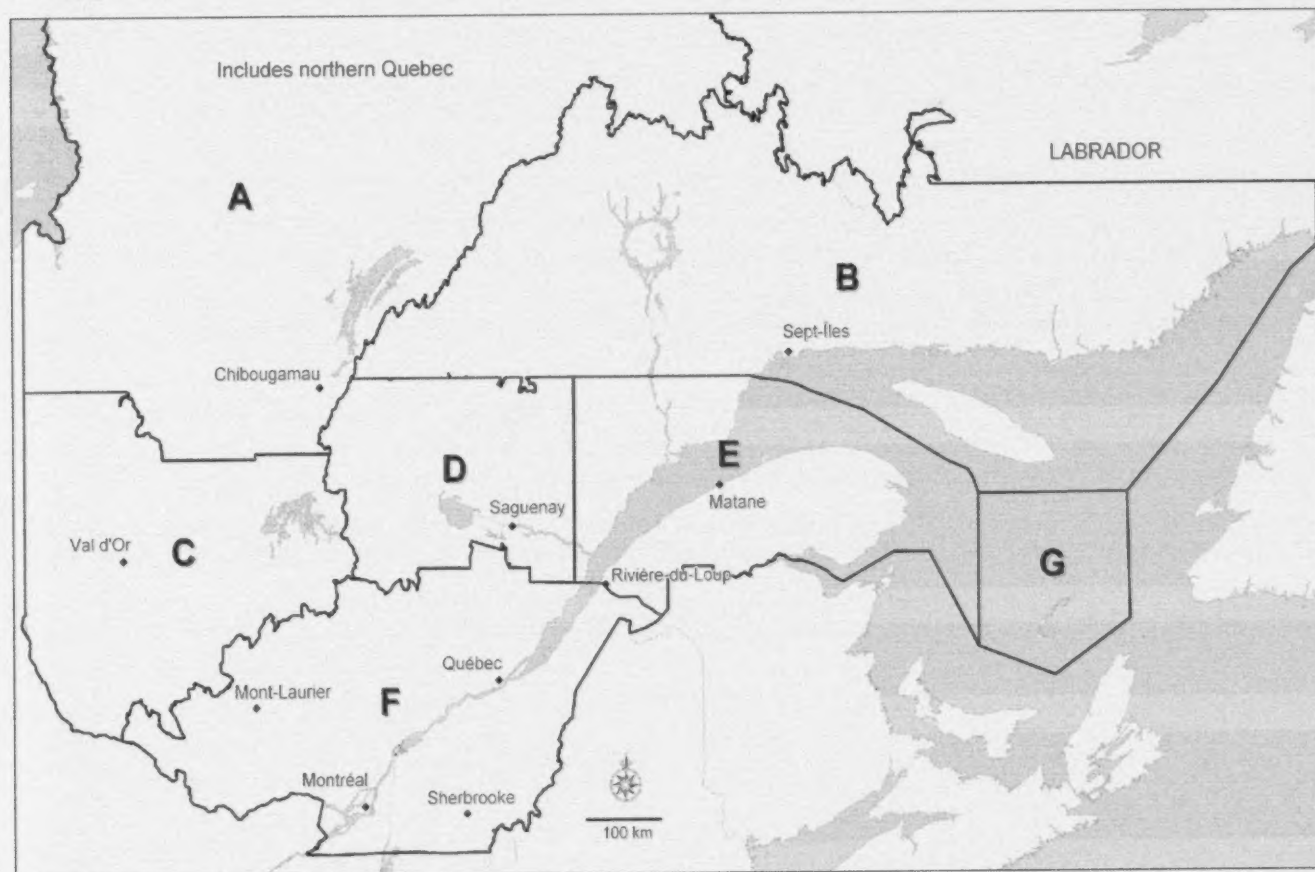 Includes northern Quebec
LABRADOR
A
B
Sept-Îles
Chibougamau
E
D
Matane
Saguenay
Val d'Or
C
G
Rivière-du-Loup
Québec
Mont-Laurier
F
Montréal
Sherbrooke
100 km